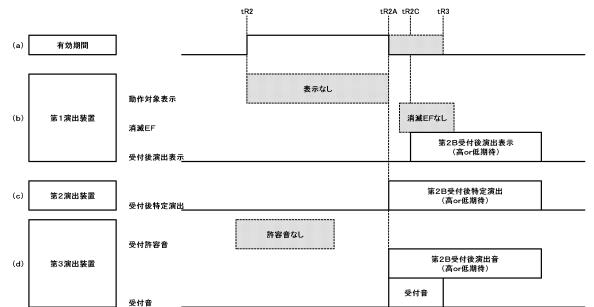 tR2 tR2A tR2C tR3
(a) 有効期間
動作対象表示 表示なし
(b) 第1演出装置
消滅EF 消滅EFなし
受付後演出表示 第2B受付後演出表示
(高or低期待)
(c) 第2演出装置
受付後特定演出 第2B受付後特定演出
(高or低期待)
受付許容音 許容音なし
(d) 第3演出装置
第2B受付後演出音
(高or低期待)
受付音 受付音